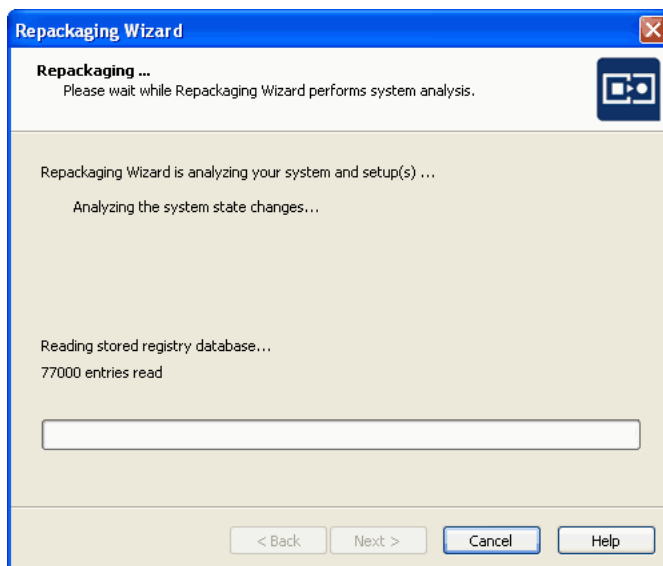 Repackaging Wizard
Repackaging ...
Please wait while Repackaging Wizard performs system analysis.
Repackaging Wizard is analyzing your system and setup(s) ...
Analyzing the system state changes...
Reading stored registry database...
77000 entries read
< Back Next > Cancel Help